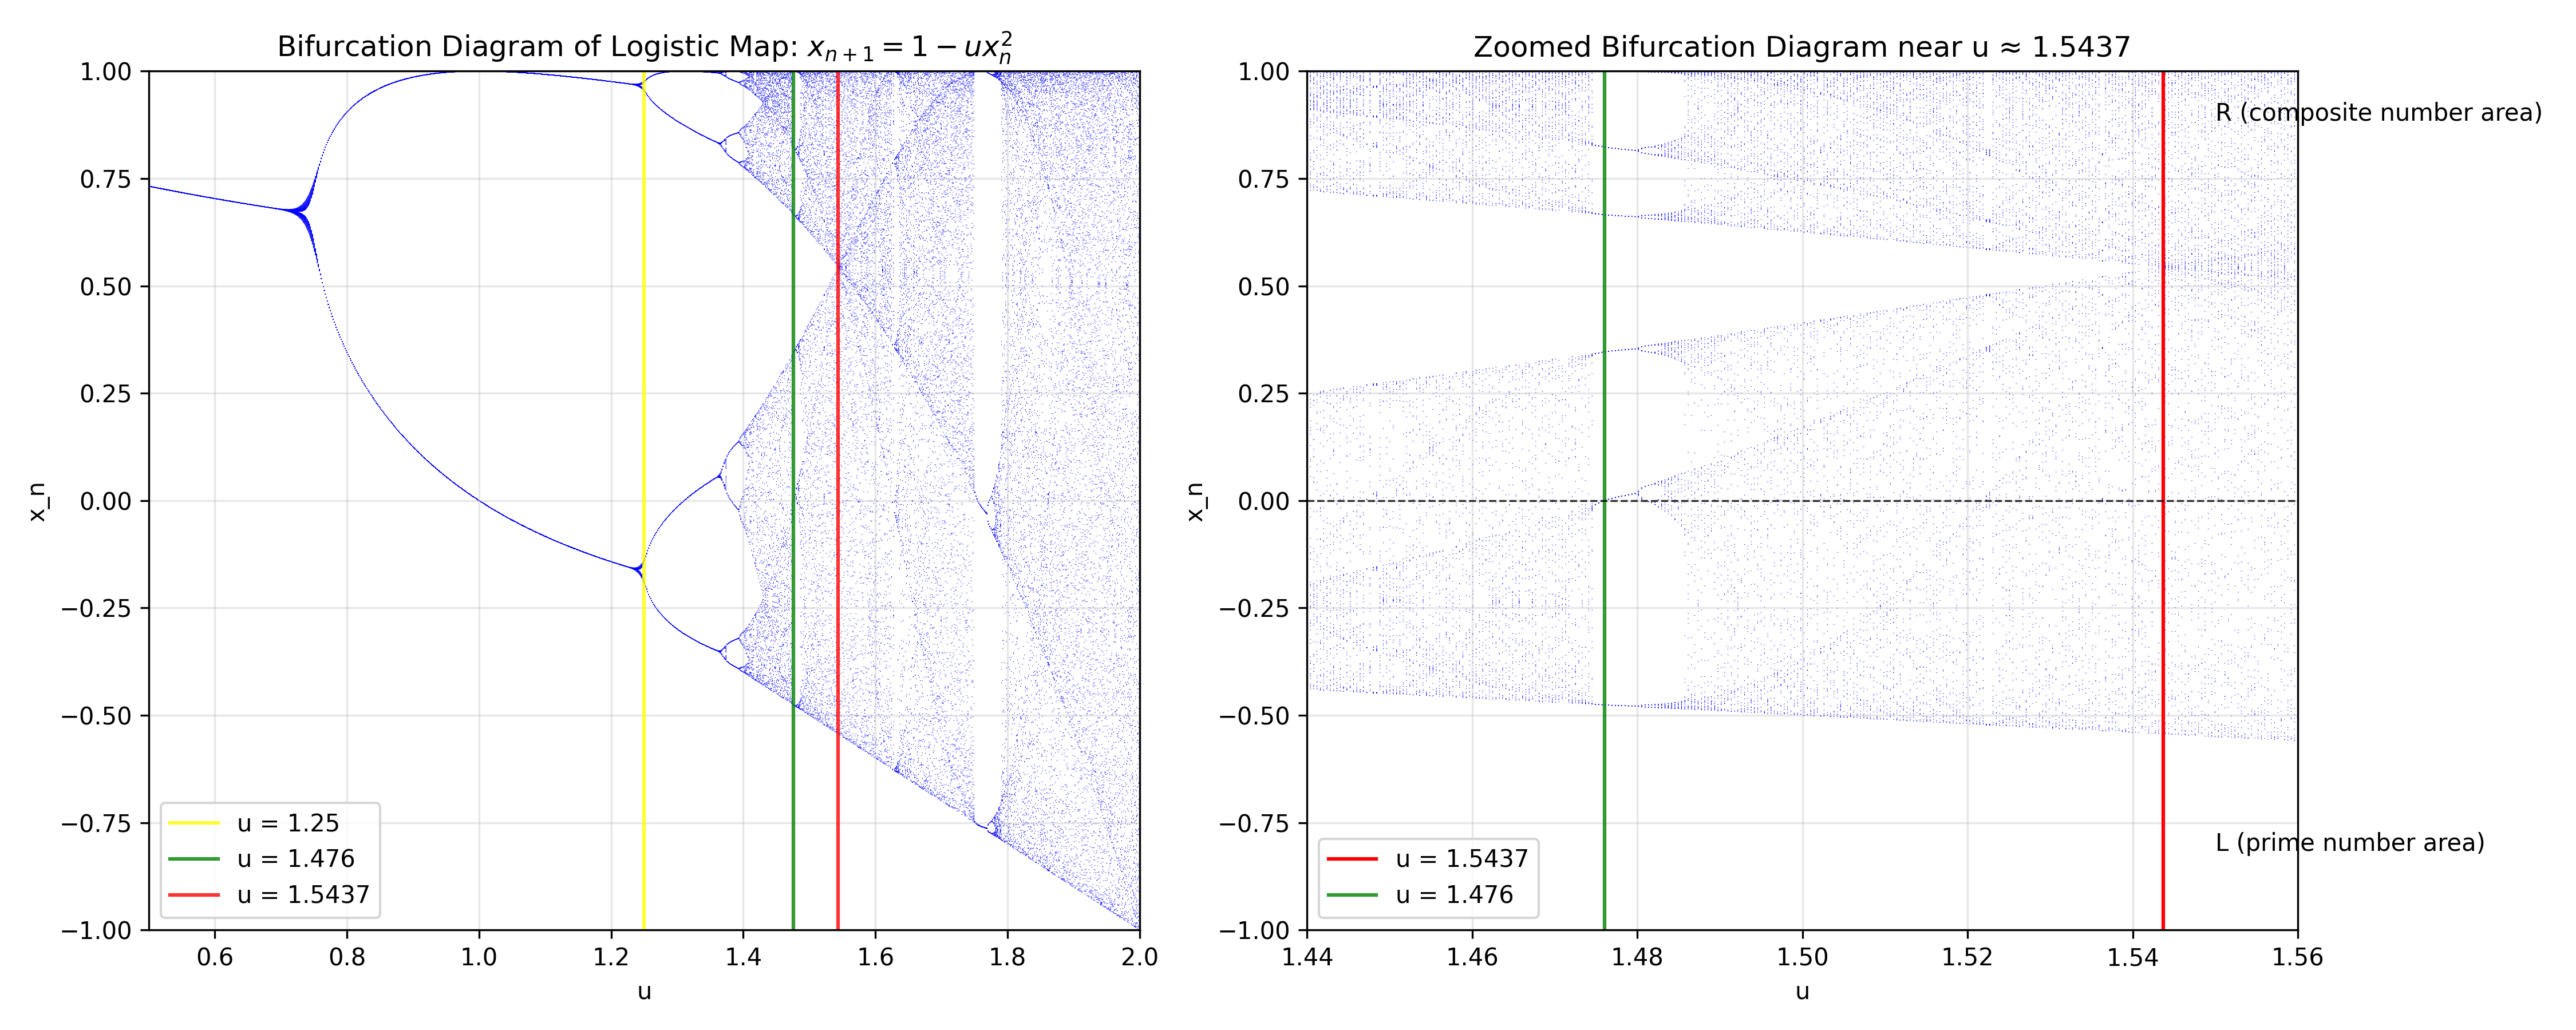 Bifurcation Diagram of Logistic Map: $x_{n+1} = 1 - ux_n^2$
1.00
0.75
0.50
0.25
0.00
−0.25
−0.50
−0.75
−1.00
x_n
u = 1.25
u = 1.476
u = 1.5437
0.6 0.8 1.0 1.2 1.4 1.6 1.8 2.0
u
Zoomed Bifurcation Diagram near u ≈ 1.5437
1.00
0.75
0.50
0.25
0.00
−0.25
−0.50
−0.75
−1.00
x_n
R (composite number area)
L (prime number area)
u = 1.5437
u = 1.476
1.44 1.46 1.48 1.50 1.52 1.54 1.56
u